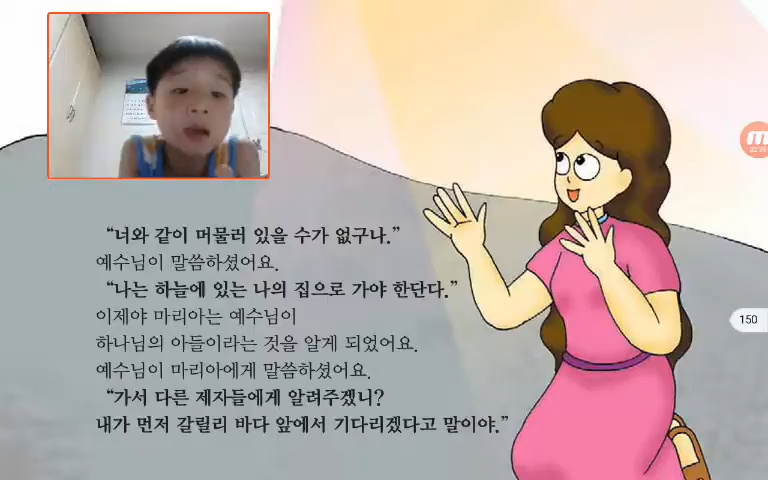 “너와 같이 머물러 있을 수가 없구나.”
예수님이 말씀하셨어요.
“나는 하늘에 있는 나의 집으로 가야 한단다.”
이제야 마리아는 예수님이
하나님의 아들이라는 것을 알게 되었어요.
예수님이 마리아에게 말씀하셨어요.
“가서 다른 제자들에게 알려주겠니?
내가 먼저 갈릴리 바다 앞에서 기다리겠다고 말이야.”
150